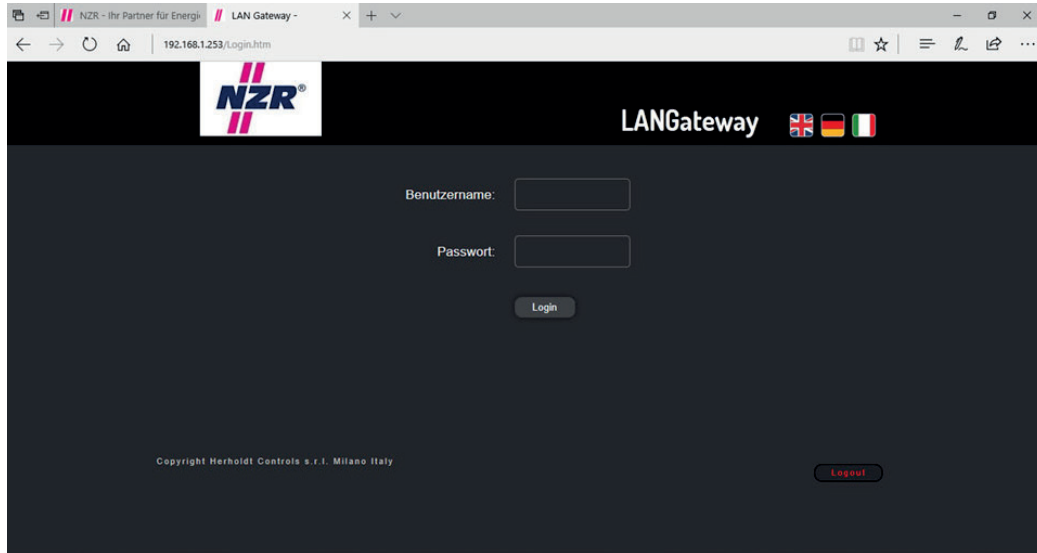 NZR - Ihr Partner für Energi
LAN Gateway -
192.168.1.253/Login.htm
NZR®
LANGateway
Benutzername:
Passwort:
Login
Copyright Herholdt Controls s.r.l. Milano Italy
Logout